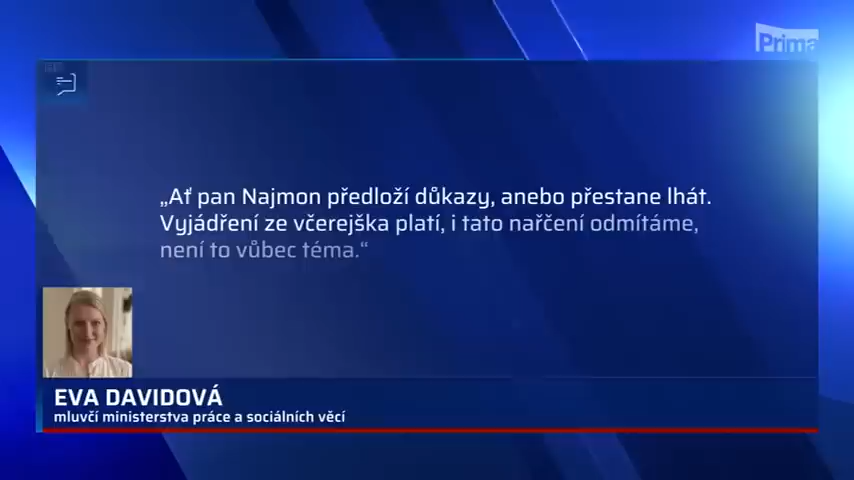 Prima
„Ať pan Najmon předloží důkazy, anebo přestane lhát.
Vyjádření ze včerejška platí, i tato nařčení odmítáme,
není to vůbec téma.“
EVA DAVIDOVÁ
mluvčí ministerstva práce a sociálních věcí